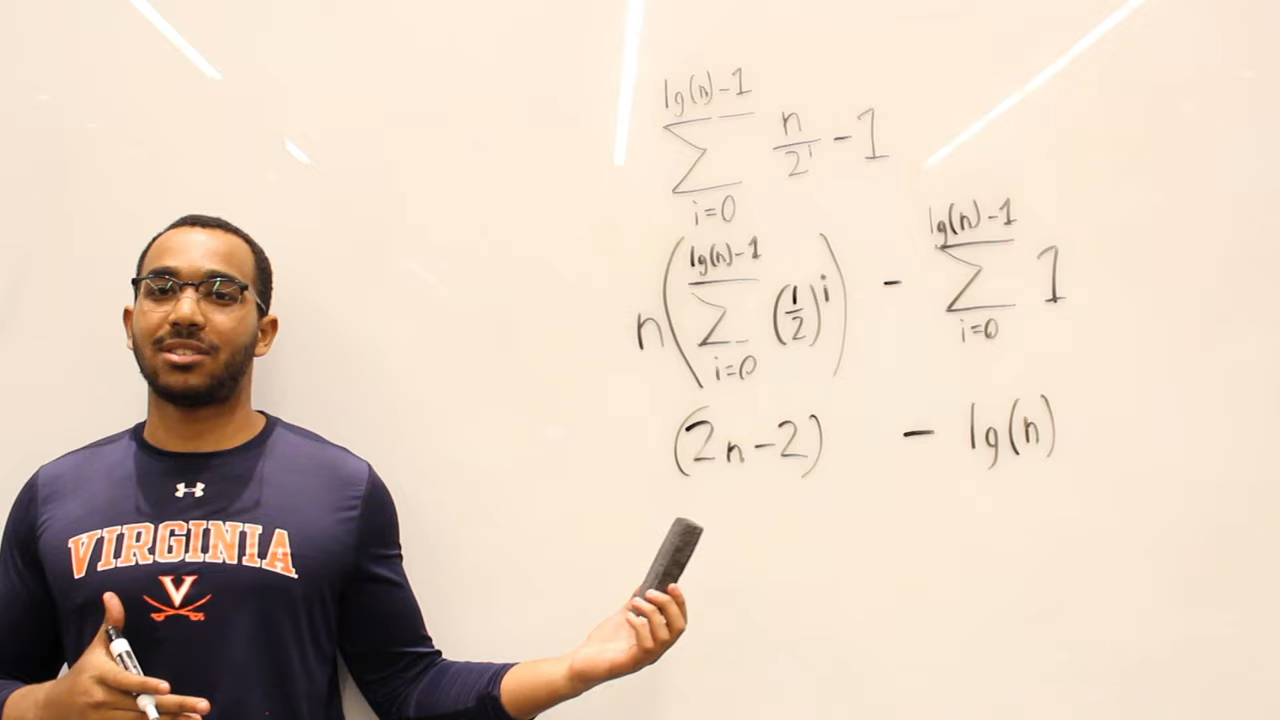 VIRGINIA
V
lg(n)-1
∑ n/2^i - 1
i=0
lg(n)-1 lg(n)-1
n(∑ (1/2)^i) - ∑ 1
i=0 i=0
(2n-2) - lg(n)